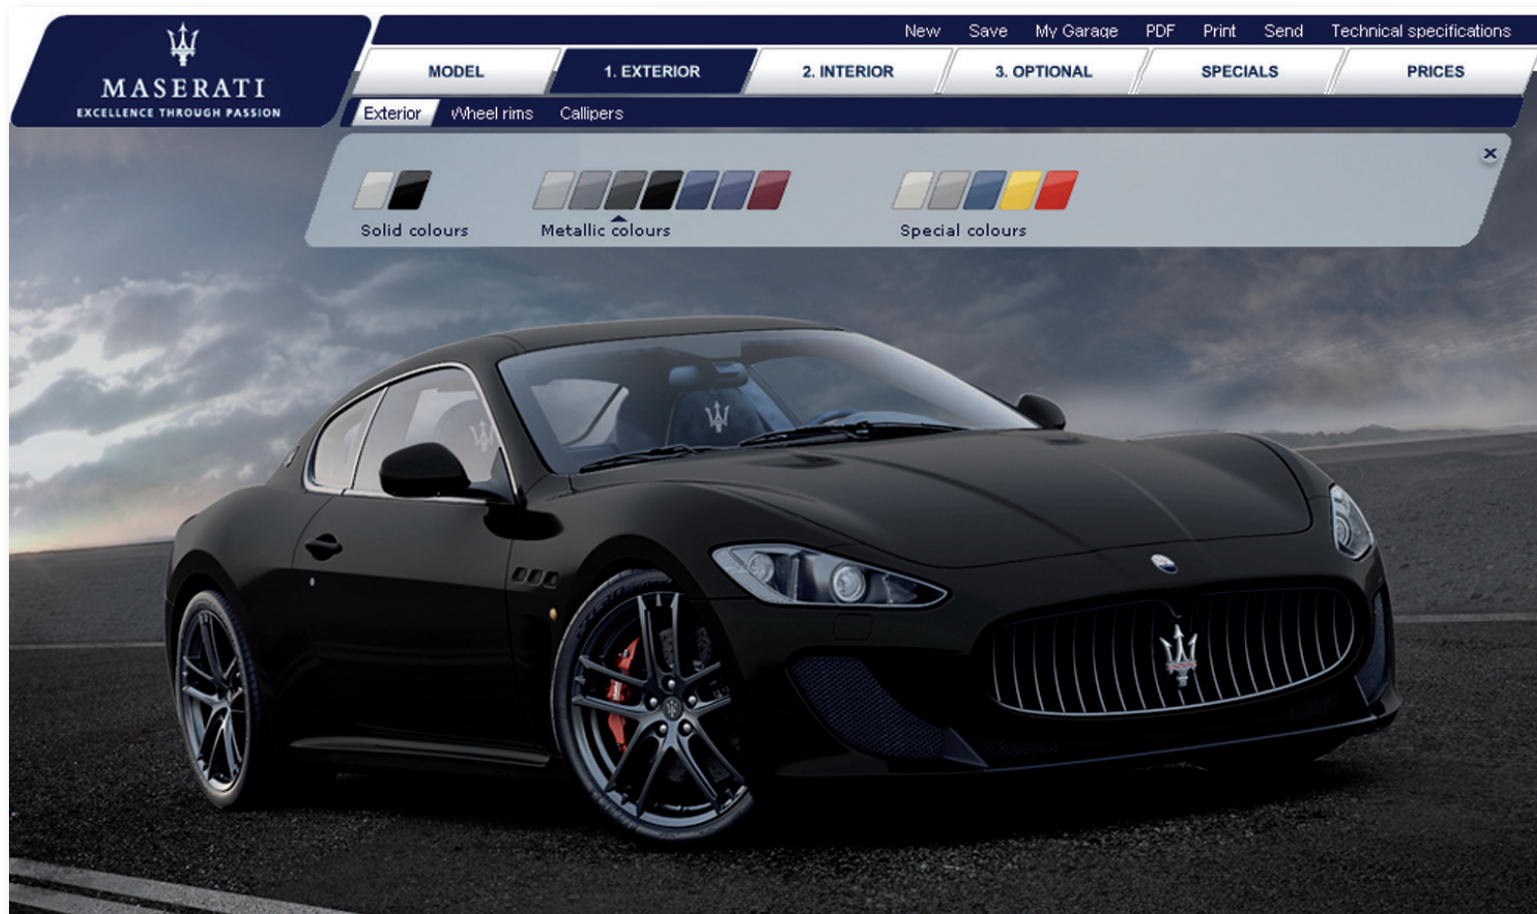 New Save My Garage PDF Print Send Technical specifications
MASERATI
EXCELLENCE THROUGH PASSION
MODEL 1. EXTERIOR 2. INTERIOR 3. OPTIONAL SPECIALS PRICES
Exterior Wheel rims Callipers
Solid colours Metallic colours Special colours